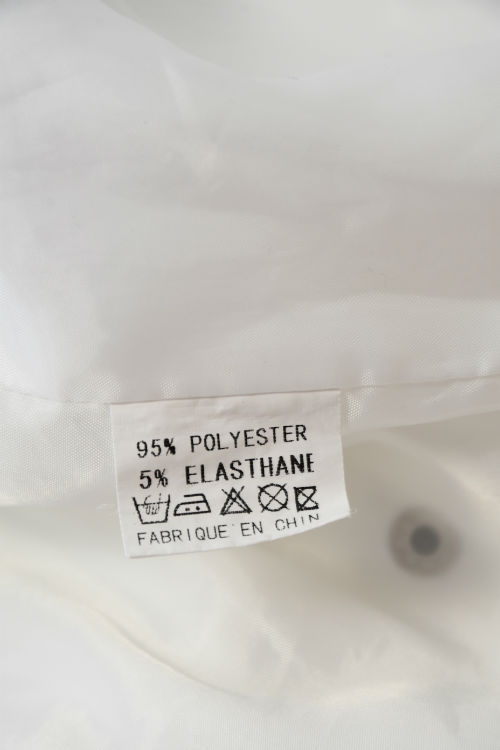 95% POLYESTER
5% ELASTHANE
FABRIQUE EN CHIN